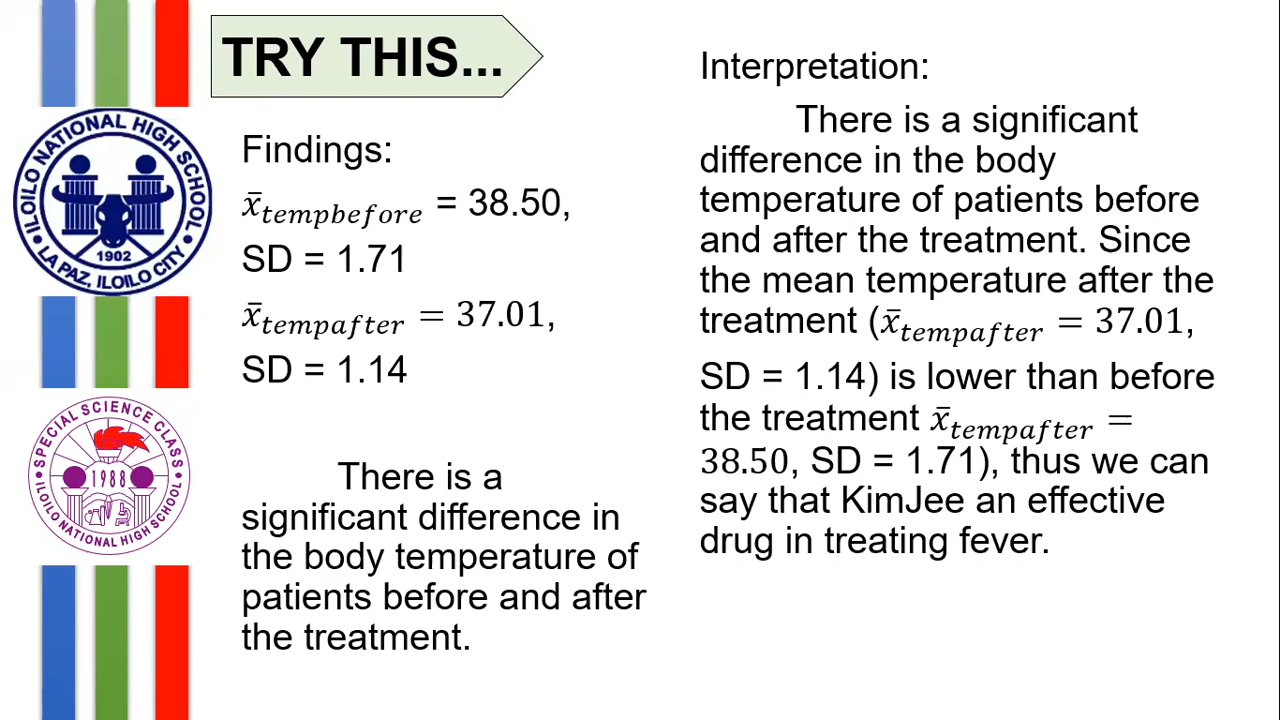 TRY THIS...
ILOILO NATIONAL HIGH SCHOOL
1902
LA PAZ, ILOILO CITY
SPECIAL SCIENCE CLASS
1988
ILOILO NATIONAL HIGH SCHOOL
Findings:
x̄tempbefore = 38.50,
SD = 1.71
x̄tempafter = 37.01,
SD = 1.14
There is a
significant difference in
the body temperature of
patients before and after
the treatment.
Interpretation:
There is a significant
difference in the body
temperature of patients before
and after the treatment. Since
the mean temperature after the
treatment (x̄tempafter = 37.01,
SD = 1.14) is lower than before
the treatment x̄tempafter =
38.50, SD = 1.71), thus we can
say that KimJee an effective
drug in treating fever.